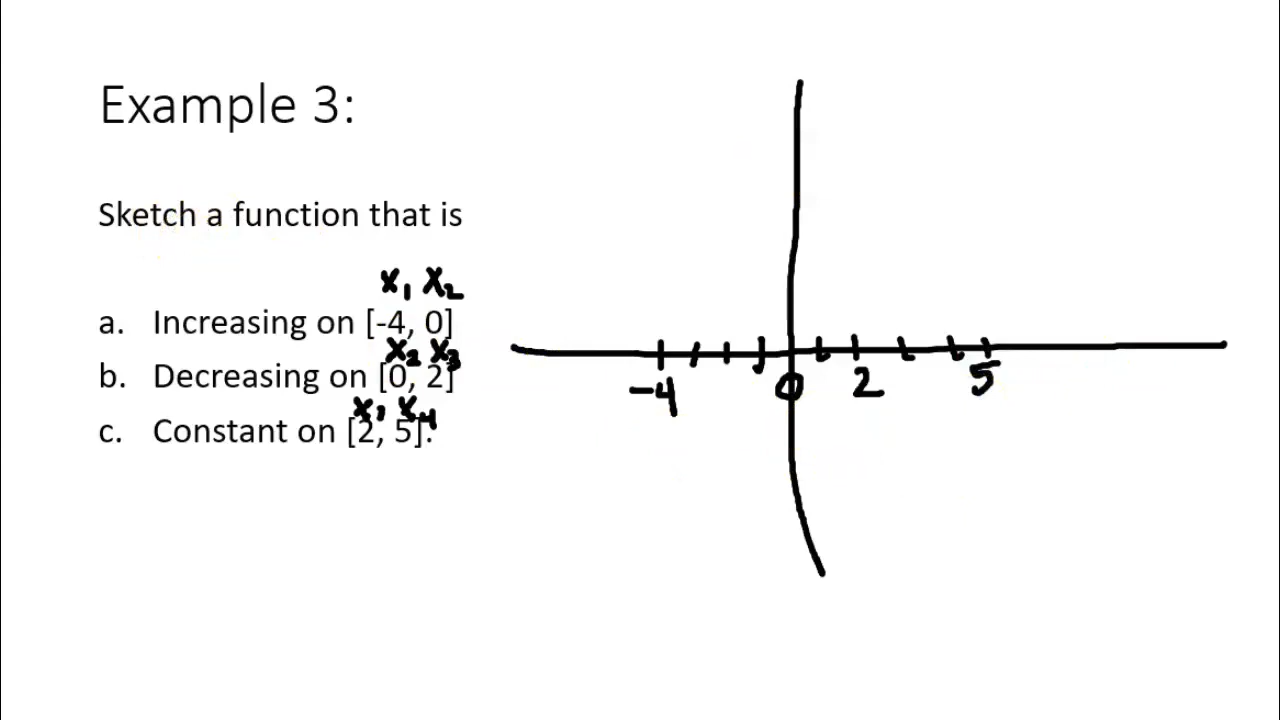 Example 3:
Sketch a function that is
x₁ x₂
a. Increasing on [-4, 0]
x₂ x₃
b. Decreasing on [0, 2]
x₃ x₄
c. Constant on [2, 5].
-4 0 2 5